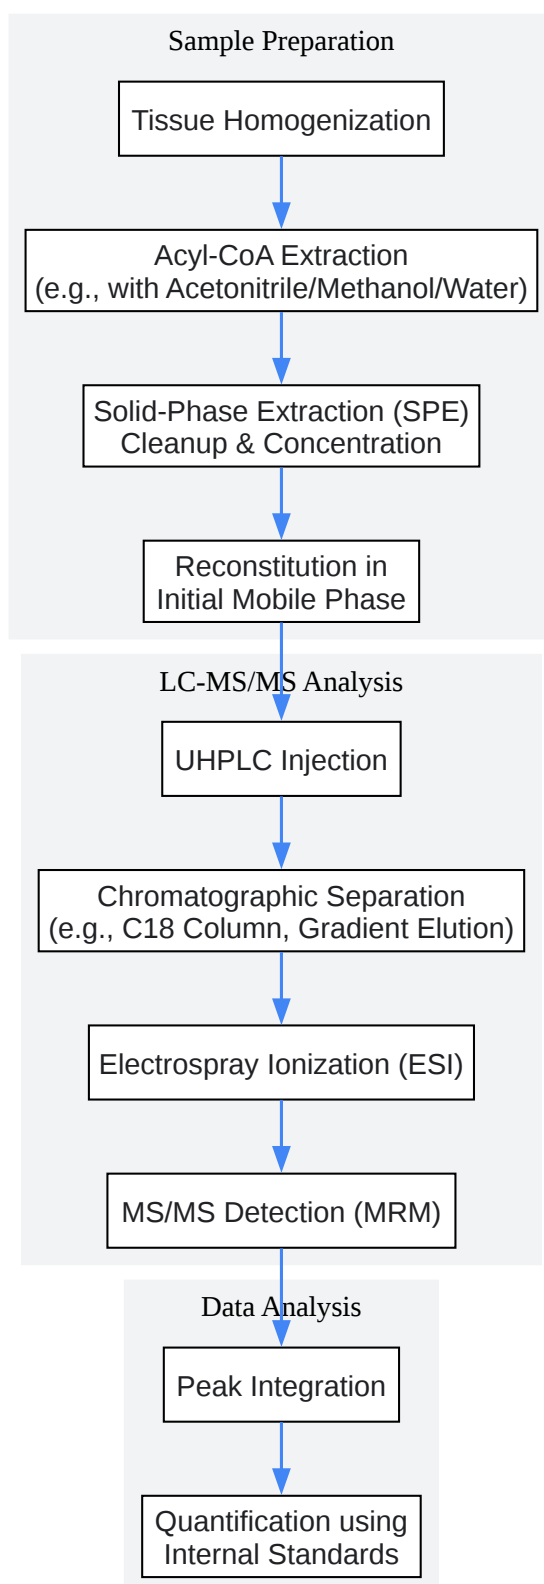 Sample Preparation
Tissue Homogenization
Acyl-CoA Extraction
(e.g., with Acetonitrile/Methanol/Water)
Solid-Phase Extraction (SPE)
Cleanup & Concentration
Reconstitution in
Initial Mobile Phase
LC-MS/MS Analysis
UHPLC Injection
Chromatographic Separation
(e.g., C18 Column, Gradient Elution)
Electrospray Ionization (ESI)
MS/MS Detection (MRM)
Data Analysis
Peak Integration
Quantification using
Internal Standards